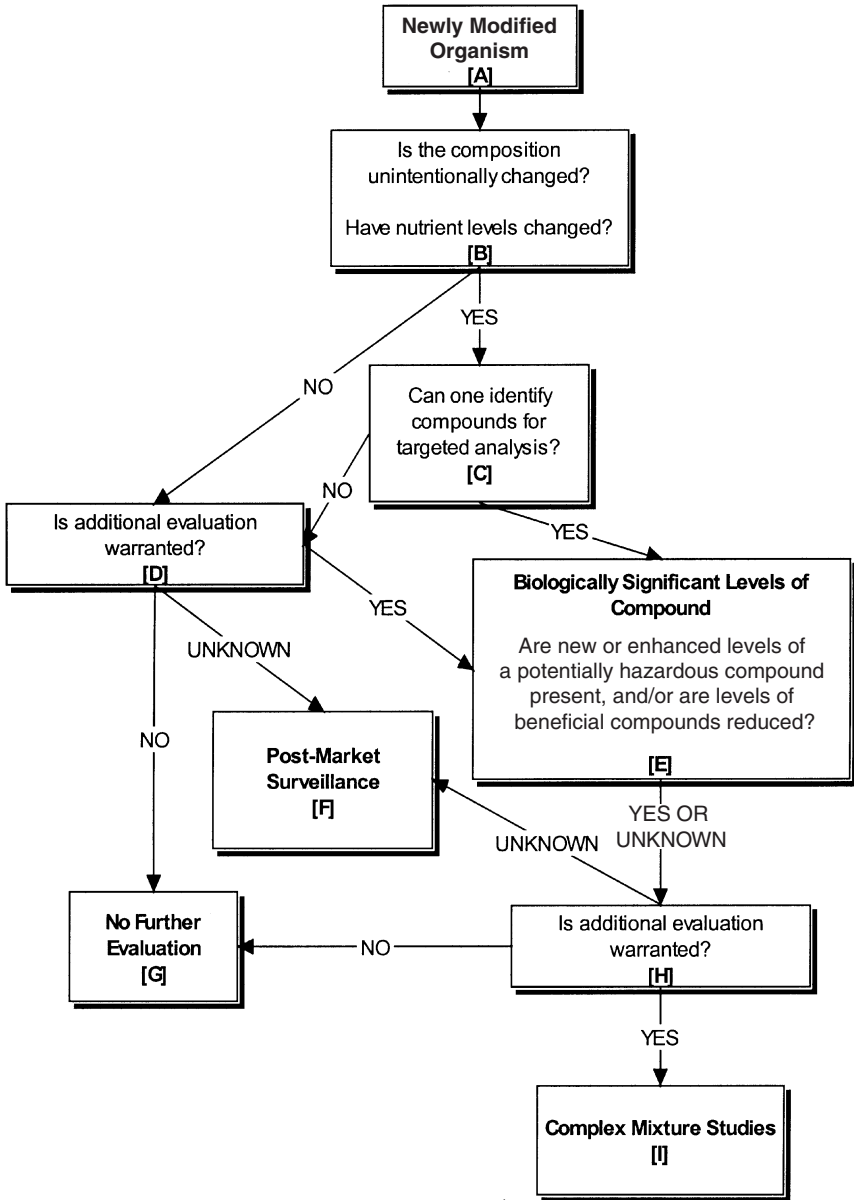 Newly Modified
Organism
[A]
Is the composition
unintentionally changed?
Have nutrient levels changed?
[B]
YES
NO
Can one identify
compounds for
targeted analysis?
[C]
NO
YES
Is additional evaluation
warranted?
[D]
YES
UNKNOWN
NO
Biologically Significant Levels of
Compound
Are new or enhanced levels of
a potentially hazardous compound
present, and/or are levels of
beneficial compounds reduced?
[E]
Post-Market
Surveillance
[F]
YES OR
UNKNOWN
UNKNOWN
No Further
Evaluation
[G]
NO
Is additional evaluation
warranted?
[H]
YES
Complex Mixture Studies
[I]